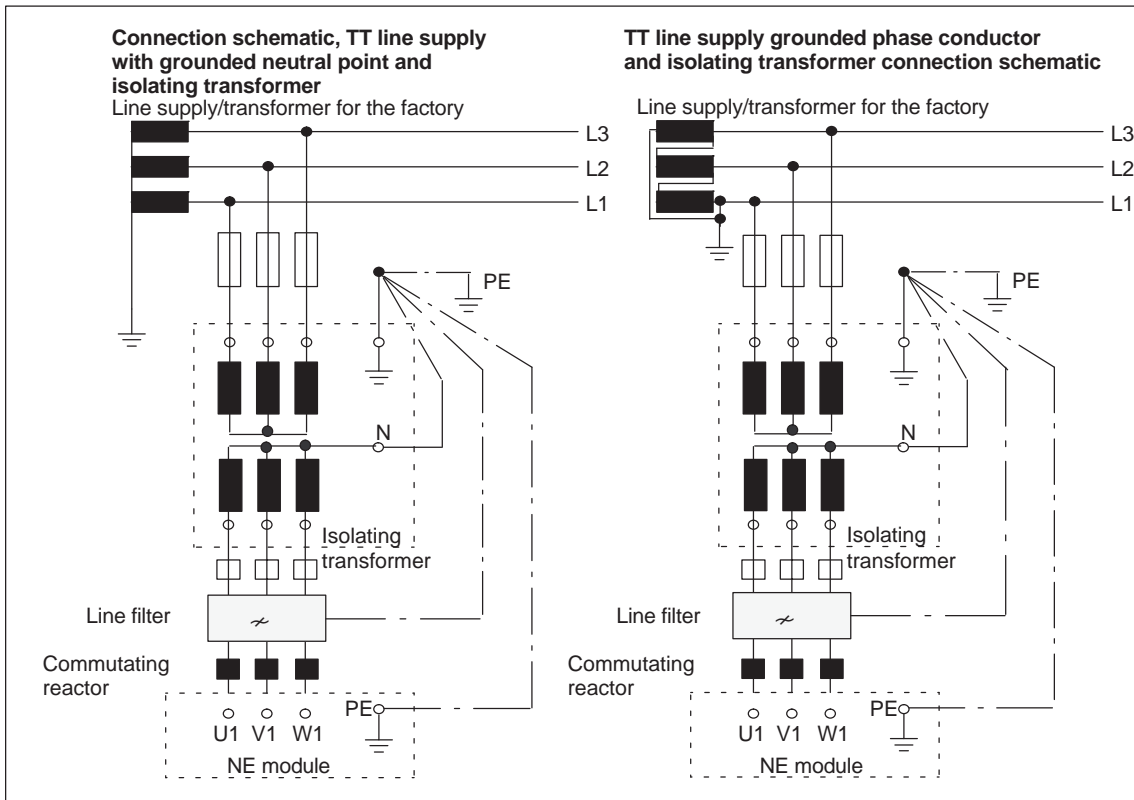 Connection schematic, TT line supply
with grounded neutral point and
isolating transformer
Line supply/transformer for the factory
L3
L2
L1
PE
N
Isolating
transformer
Line filter
Commutating
reactor
PE
U1 V1 W1
NE module
TT line supply grounded phase conductor
and isolating transformer connection schematic
Line supply/transformer for the factory
L3
L2
L1
PE
N
Isolating
transformer
Line filter
Commutating
reactor
PE
U1 V1 W1
NE module